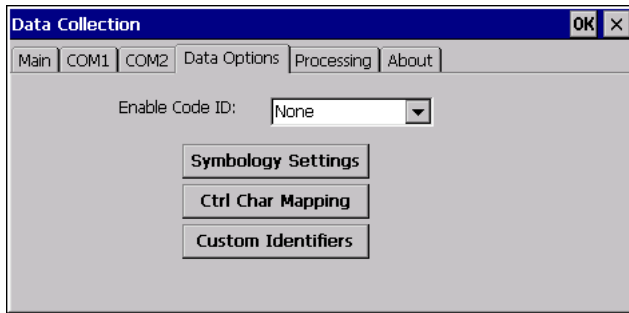 Data Collection OK ×
Main COM1 COM2 Data Options Processing About
Enable Code ID: None
Symbology Settings
Ctrl Char Mapping
Custom Identifiers